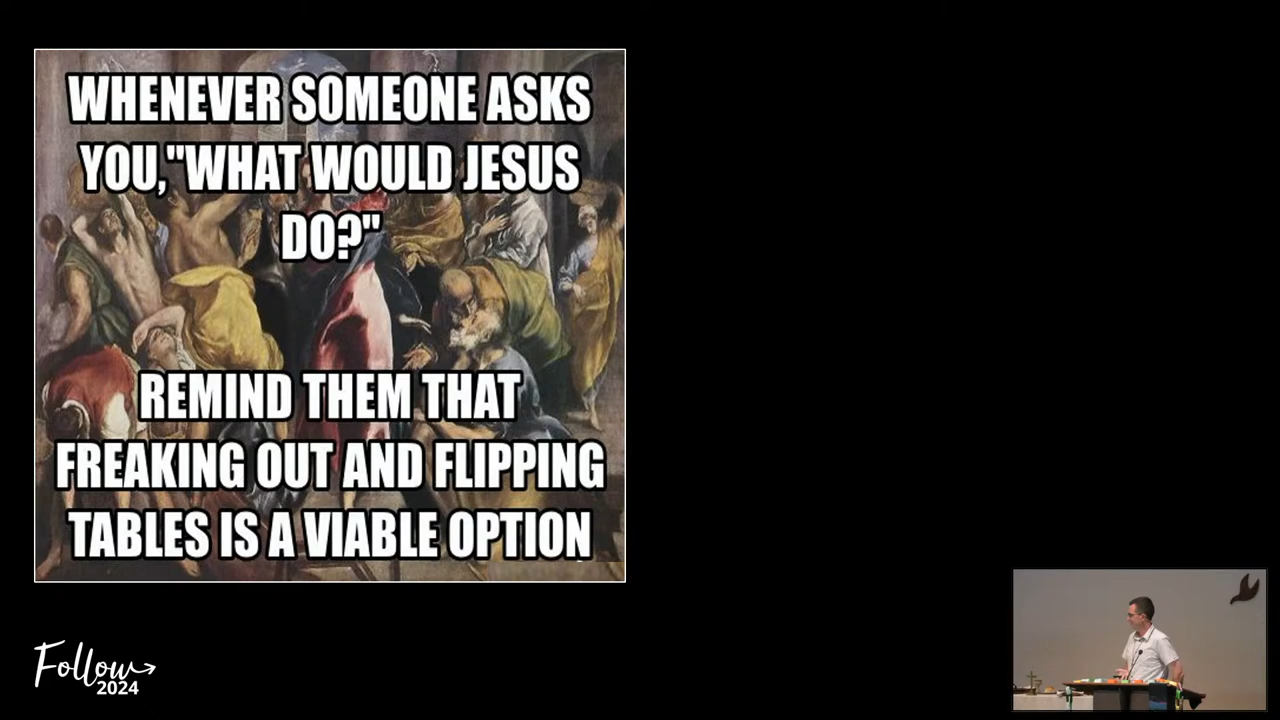 WHENEVER SOMEONE ASKS
YOU,"WHAT WOULD JESUS
DO?"
REMIND THEM THAT
FREAKING OUT AND FLIPPING
TABLES IS A VIABLE OPTION
Follow
2024